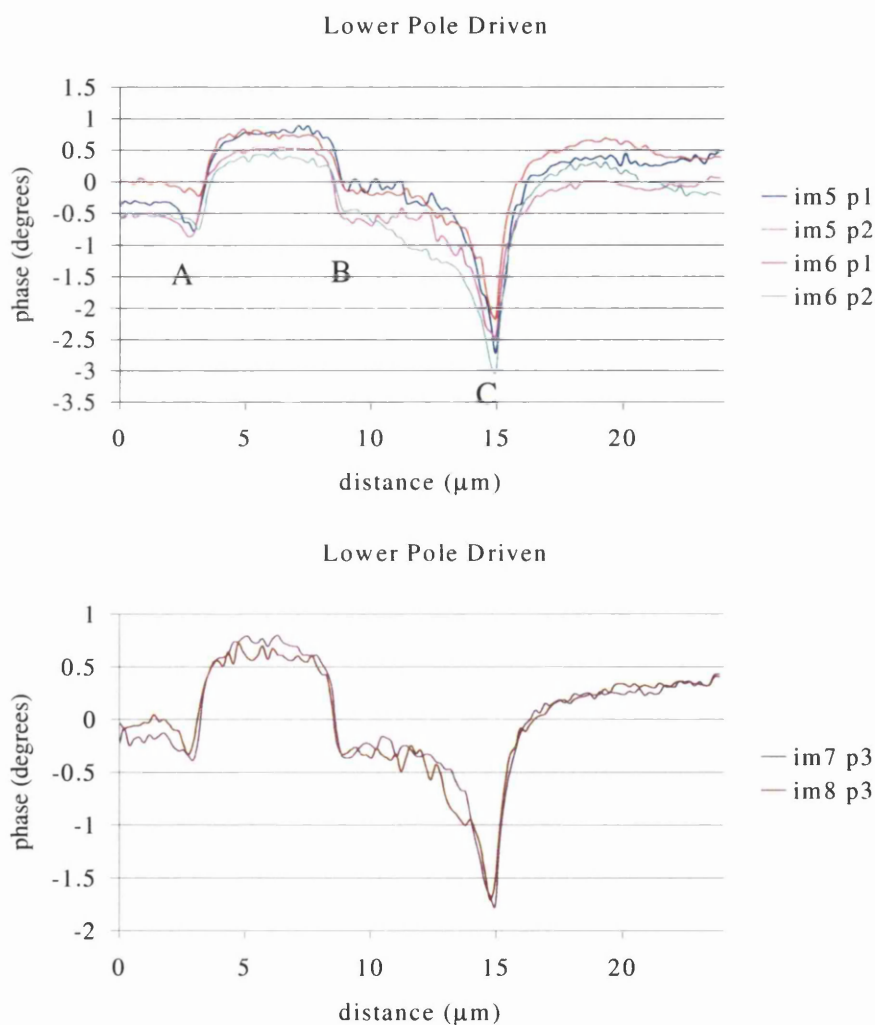 Lower Pole Driven
1.5
1
0.5
0
-0.5
-1
-1.5
-2
-2.5
-3
-3.5
phase (degrees)
A
B
C
0
5
10
15
20
distance (μm)
im5 p1
im5 p2
im6 p1
im6 p2
Lower Pole Driven
1
0.5
0
-0.5
-1
-1.5
-2
phase (degrees)
0
5
10
15
20
distance (μm)
im7 p3
im8 p3